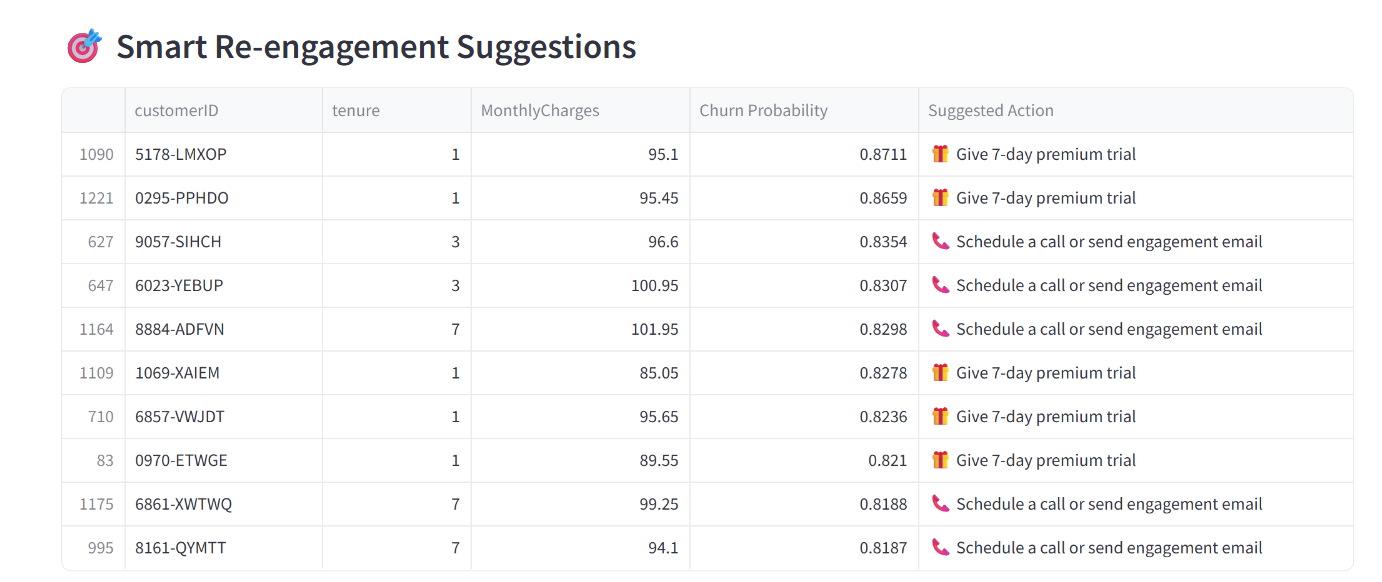 🎯 Smart Re-engagement Suggestions
customerID tenure MonthlyCharges Churn Probability Suggested Action
1090 5178-LMXOP 1 95.1 0.8711 🎁 Give 7-day premium trial
1221 0295-PPHDO 1 95.45 0.8659 🎁 Give 7-day premium trial
627 9057-SIHCH 3 96.6 0.8354 📞 Schedule a call or send engagement email
647 6023-YEBUP 3 100.95 0.8307 📞 Schedule a call or send engagement email
1164 8884-ADFVN 7 101.95 0.8298 📞 Schedule a call or send engagement email
1109 1069-XAIEM 1 85.05 0.8278 🎁 Give 7-day premium trial
710 6857-VWJDT 1 95.65 0.8236 🎁 Give 7-day premium trial
83 0970-ETWGE 1 89.55 0.821 🎁 Give 7-day premium trial
1175 6861-XWTWQ 7 99.25 0.8188 📞 Schedule a call or send engagement email
995 8161-QYMTT 7 94.1 0.8187 📞 Schedule a call or send engagement email